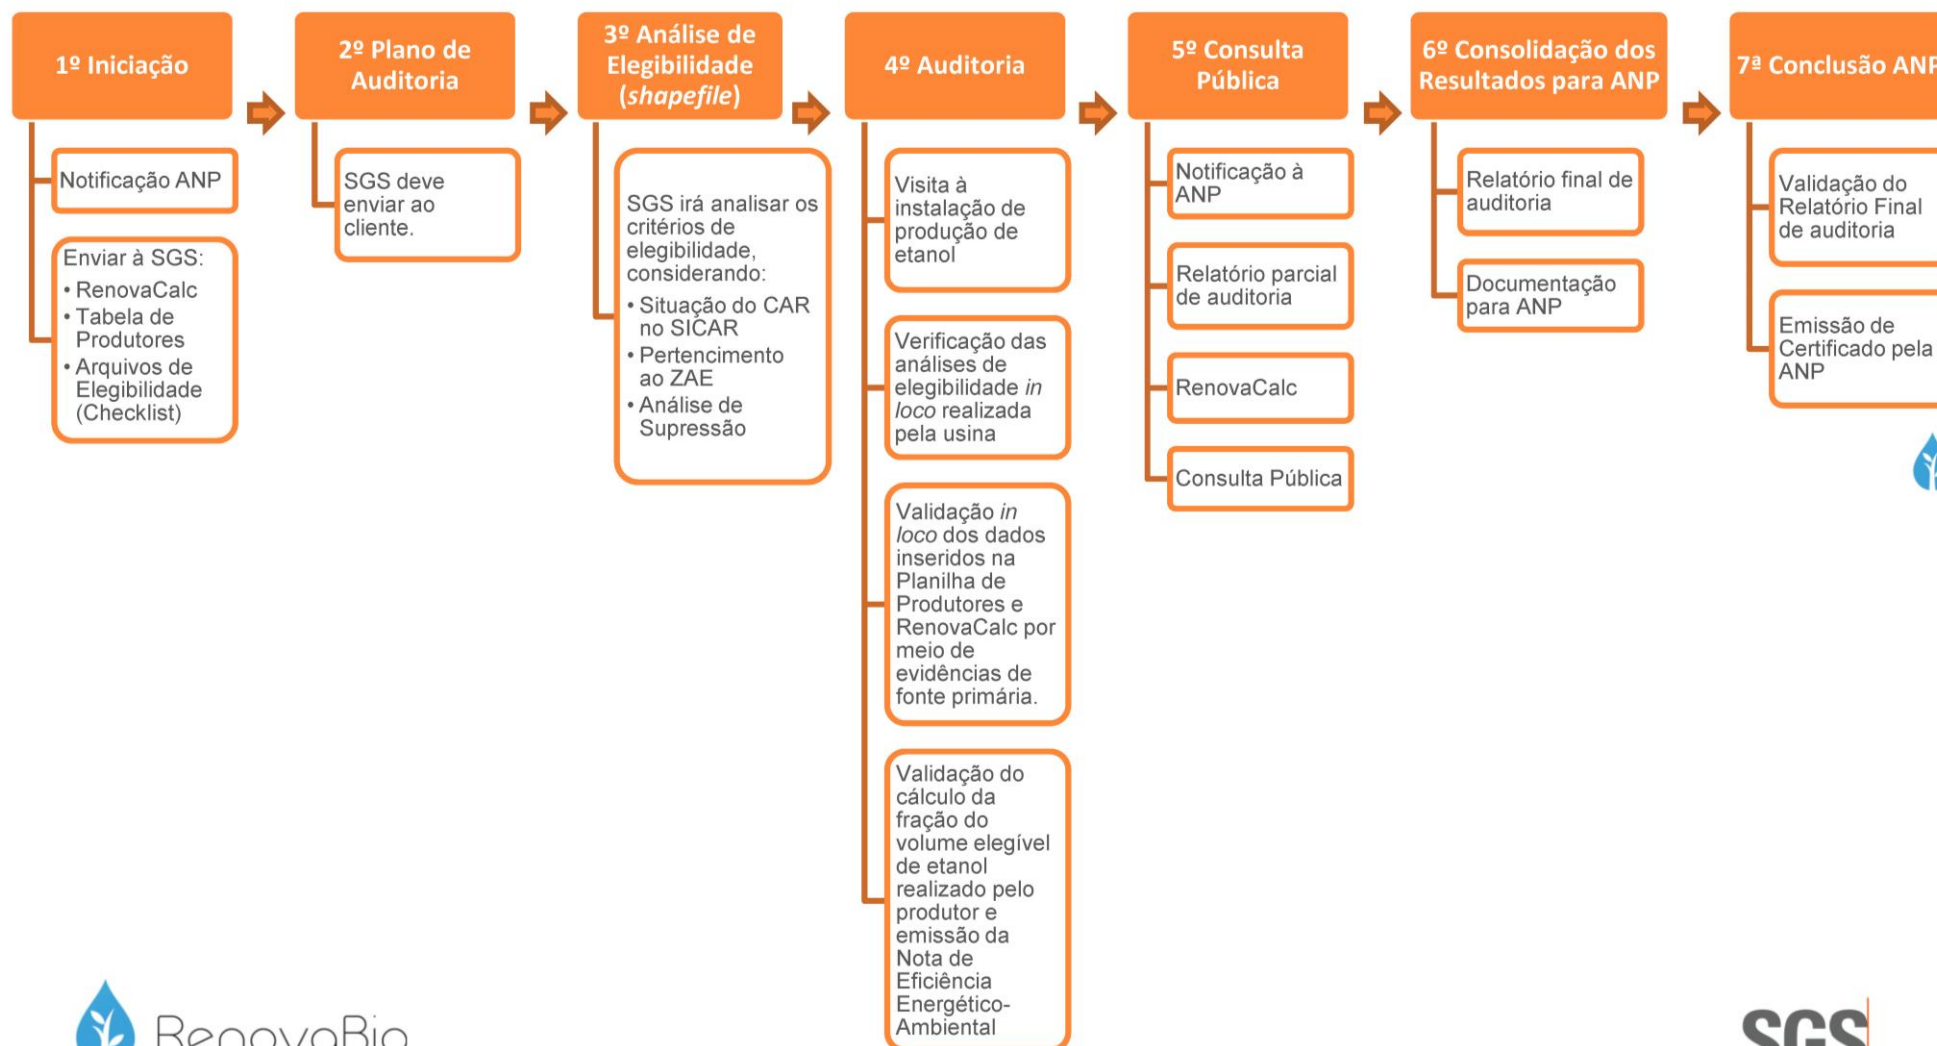 1º Iniciação
Notificação ANP
Enviar à SGS:
• RenovaCalc
• Tabela de
Produtores
• Arquivos de
Elegibilidade
(Checklist)
2º Plano de
Auditoria
SGS deve
enviar ao
cliente.
3º Análise de
Elegibilidade
(shapefile)
SGS irá analisar os
critérios de
elegibilidade,
considerando:
• Situação do CAR
no SICAR
• Pertencimento
ao ZAE
• Análise de
Supressão
4º Auditoria
Visita à
instalação de
produção de
etanol
Verificação das
análises de
elegibilidade in
loco realizada
pela usina
Validação in
loco dos dados
inseridos na
Planilha de
Produtores e
RenovaCalc por
meio de
evidências de
fonte primária.
Validação do
cálculo da
fração do
volume elegível
de etanol
realizado pelo
produtor e
emissão da
Nota de
Eficiência
Energético-
Ambiental
5º Consulta
Pública
Notificação à
ANP
Relatório parcial
de auditoria
RenovaCalc
Consulta Pública
6º Consolidação dos
Resultados para ANP
Relatório final de
auditoria
Documentação
para ANP
7ª Conclusão ANP
Validação do
Relatório Final
de auditoria
Emissão de
Certificado pela
ANP
RenovaBio
SGS